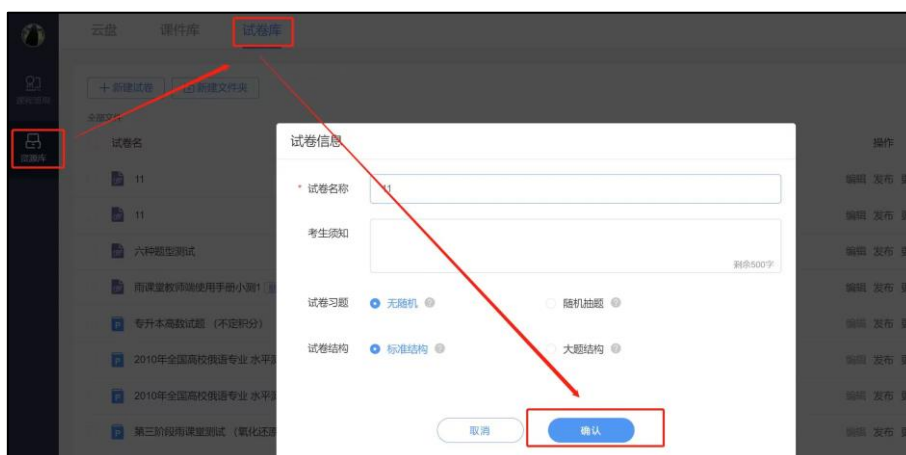 云盘 课件库 试卷库
+ 新建试卷 新建文件夹
全部文件
试卷名 操作
11 编辑 发布
11 编辑 发布
六种题型测试 编辑 发布
雨课堂教师端使用手册小测1 编辑 发布
专升本高数试题 (不定积分) 编辑 发布
2010年全国高校俄语专业 水平 编辑 发布
2010年全国高校俄语专业 水平 编辑 发布
第三阶段雨课堂测试 (氧化还原 编辑 发布
试卷库
试卷信息
* 试卷名称 11
考生须知
剩余500字
试卷习题 无随机 随机抽题
试卷结构 标准结构 大题结构
取消 确认